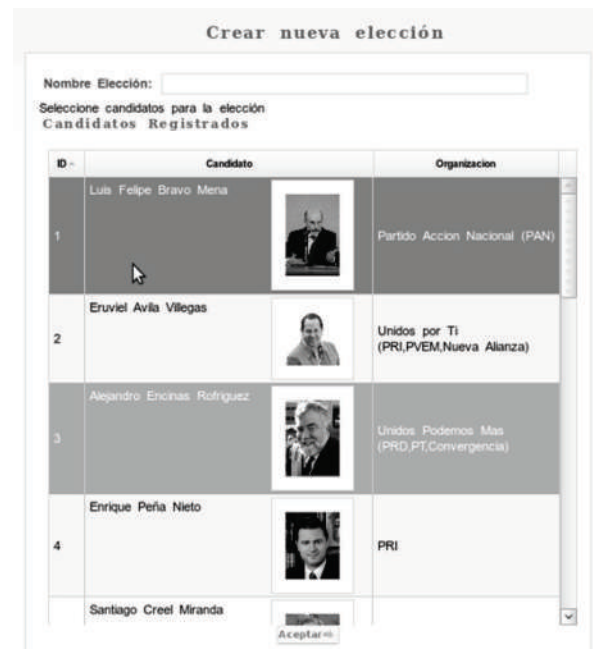 Crear nueva elección
Nombre Elección:
Seleccione candidatos para la elección
Candidatos Registrados
ID Candidato Organizacion
1 Luis Felipe Bravo Mena Partido Accion Nacional (PAN)
2 Eruviel Avila Villegas Unidos por Ti
(PRI,PVEM,Nueva Alianza)
3 Alejandro Encinas Rofriguez Unidos Podemos Mas
(PRD,PT,Convergencia)
4 Enrique Peña Nieto PRI
Santiago Creel Miranda
Aceptar